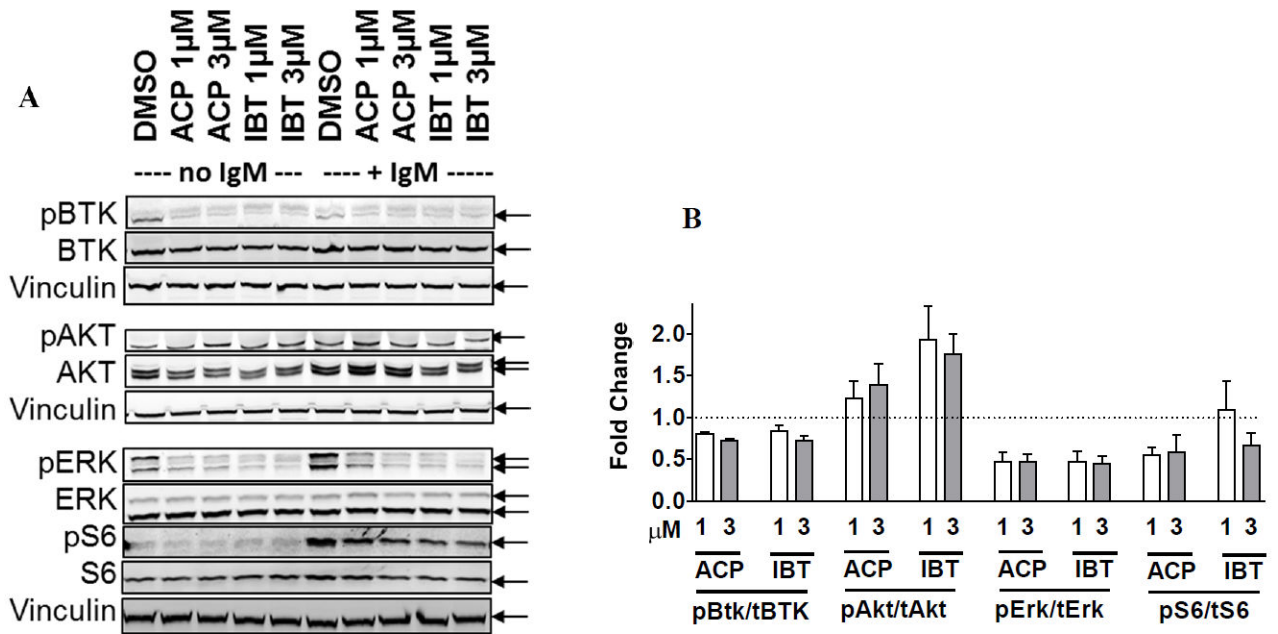 A
DMSO
ACP 1µM
ACP 3µM
IBT 1µM
IBT 3µM
DMSO
ACP 1µM
ACP 3µM
IBT 1µM
IBT 3µM
---- no IgM --- ---- + IgM -----
pBTK
BTK
Vinculin
pAKT
AKT
Vinculin
pERK
ERK
pS6
S6
Vinculin
B
Fold Change
2.0
1.5
1.0
0.5
0.0
µM 1 3 1 3 1 3 1 3 1 3 1 3 1 3 1 3
ACP IBT ACP IBT ACP IBT ACP IBT
pBtk/tBTK pAkt/tAkt pErk/tErk pS6/tS6